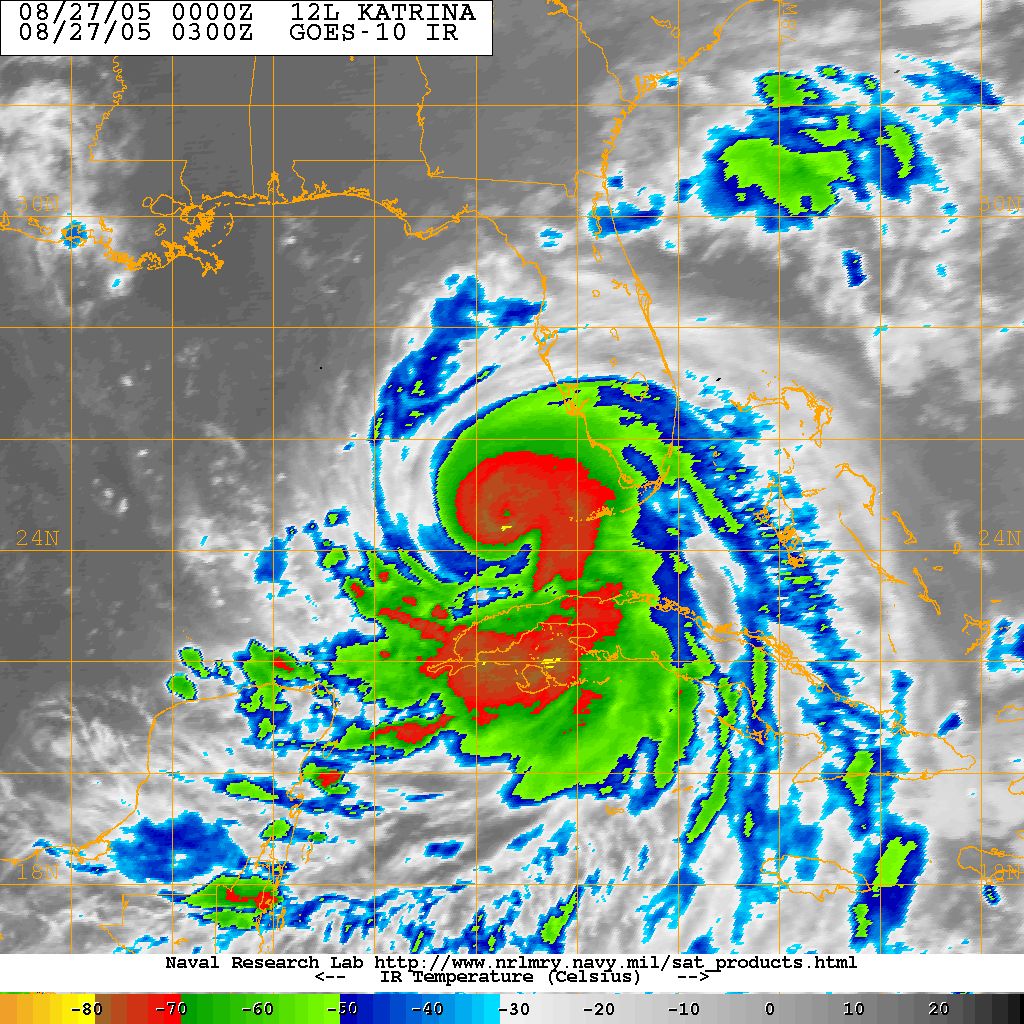 08/27/05 0000Z 12L KATRINA
08/27/05 0300Z GOES-10 IR
30N 30N
24N 24N
18N 18N
Naval Research Lab http://www.nrlmry.navy.mil/sat_products.html
<-- IR Temperature (Celsius) -->
-80 -70 -60 -50 -40 -30 -20 -10 0 10 20